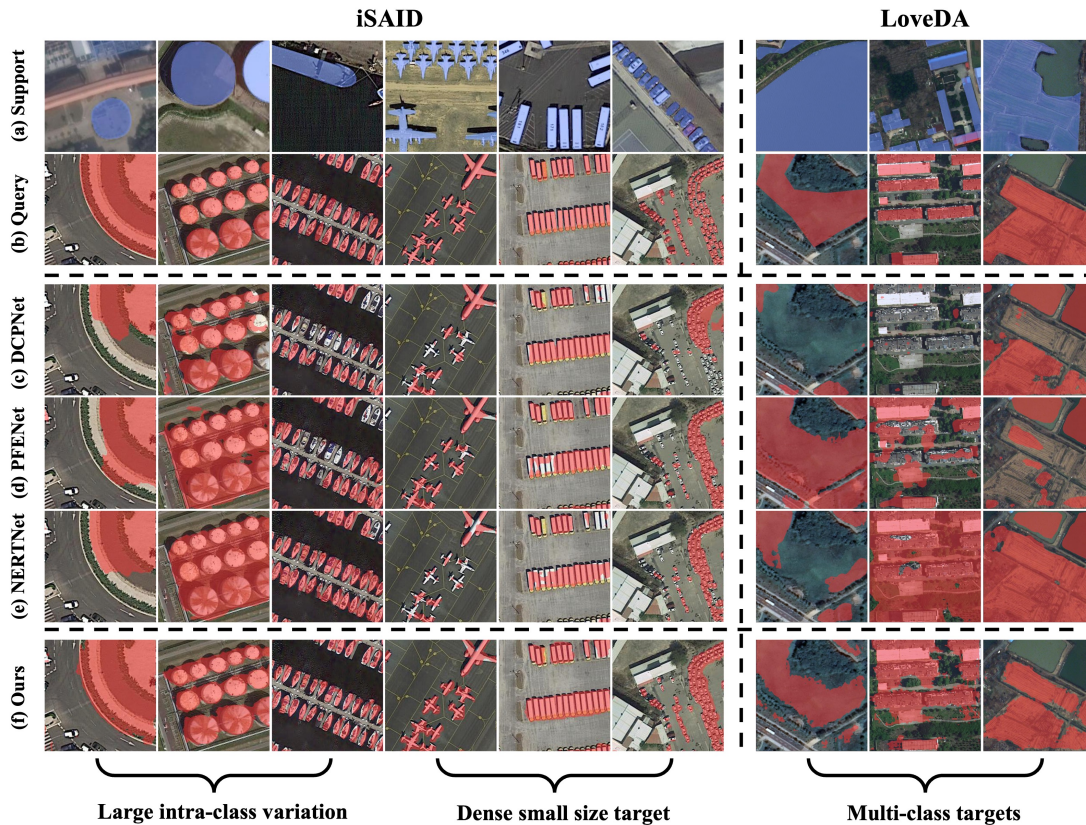 iSAID
LoveDA
(a) Support
(b) Query
(c) DCPNet
(d) PFENet
(e) NERTNet
(f) Ours
Large intra-class variation
Dense small size target
Multi-class targets